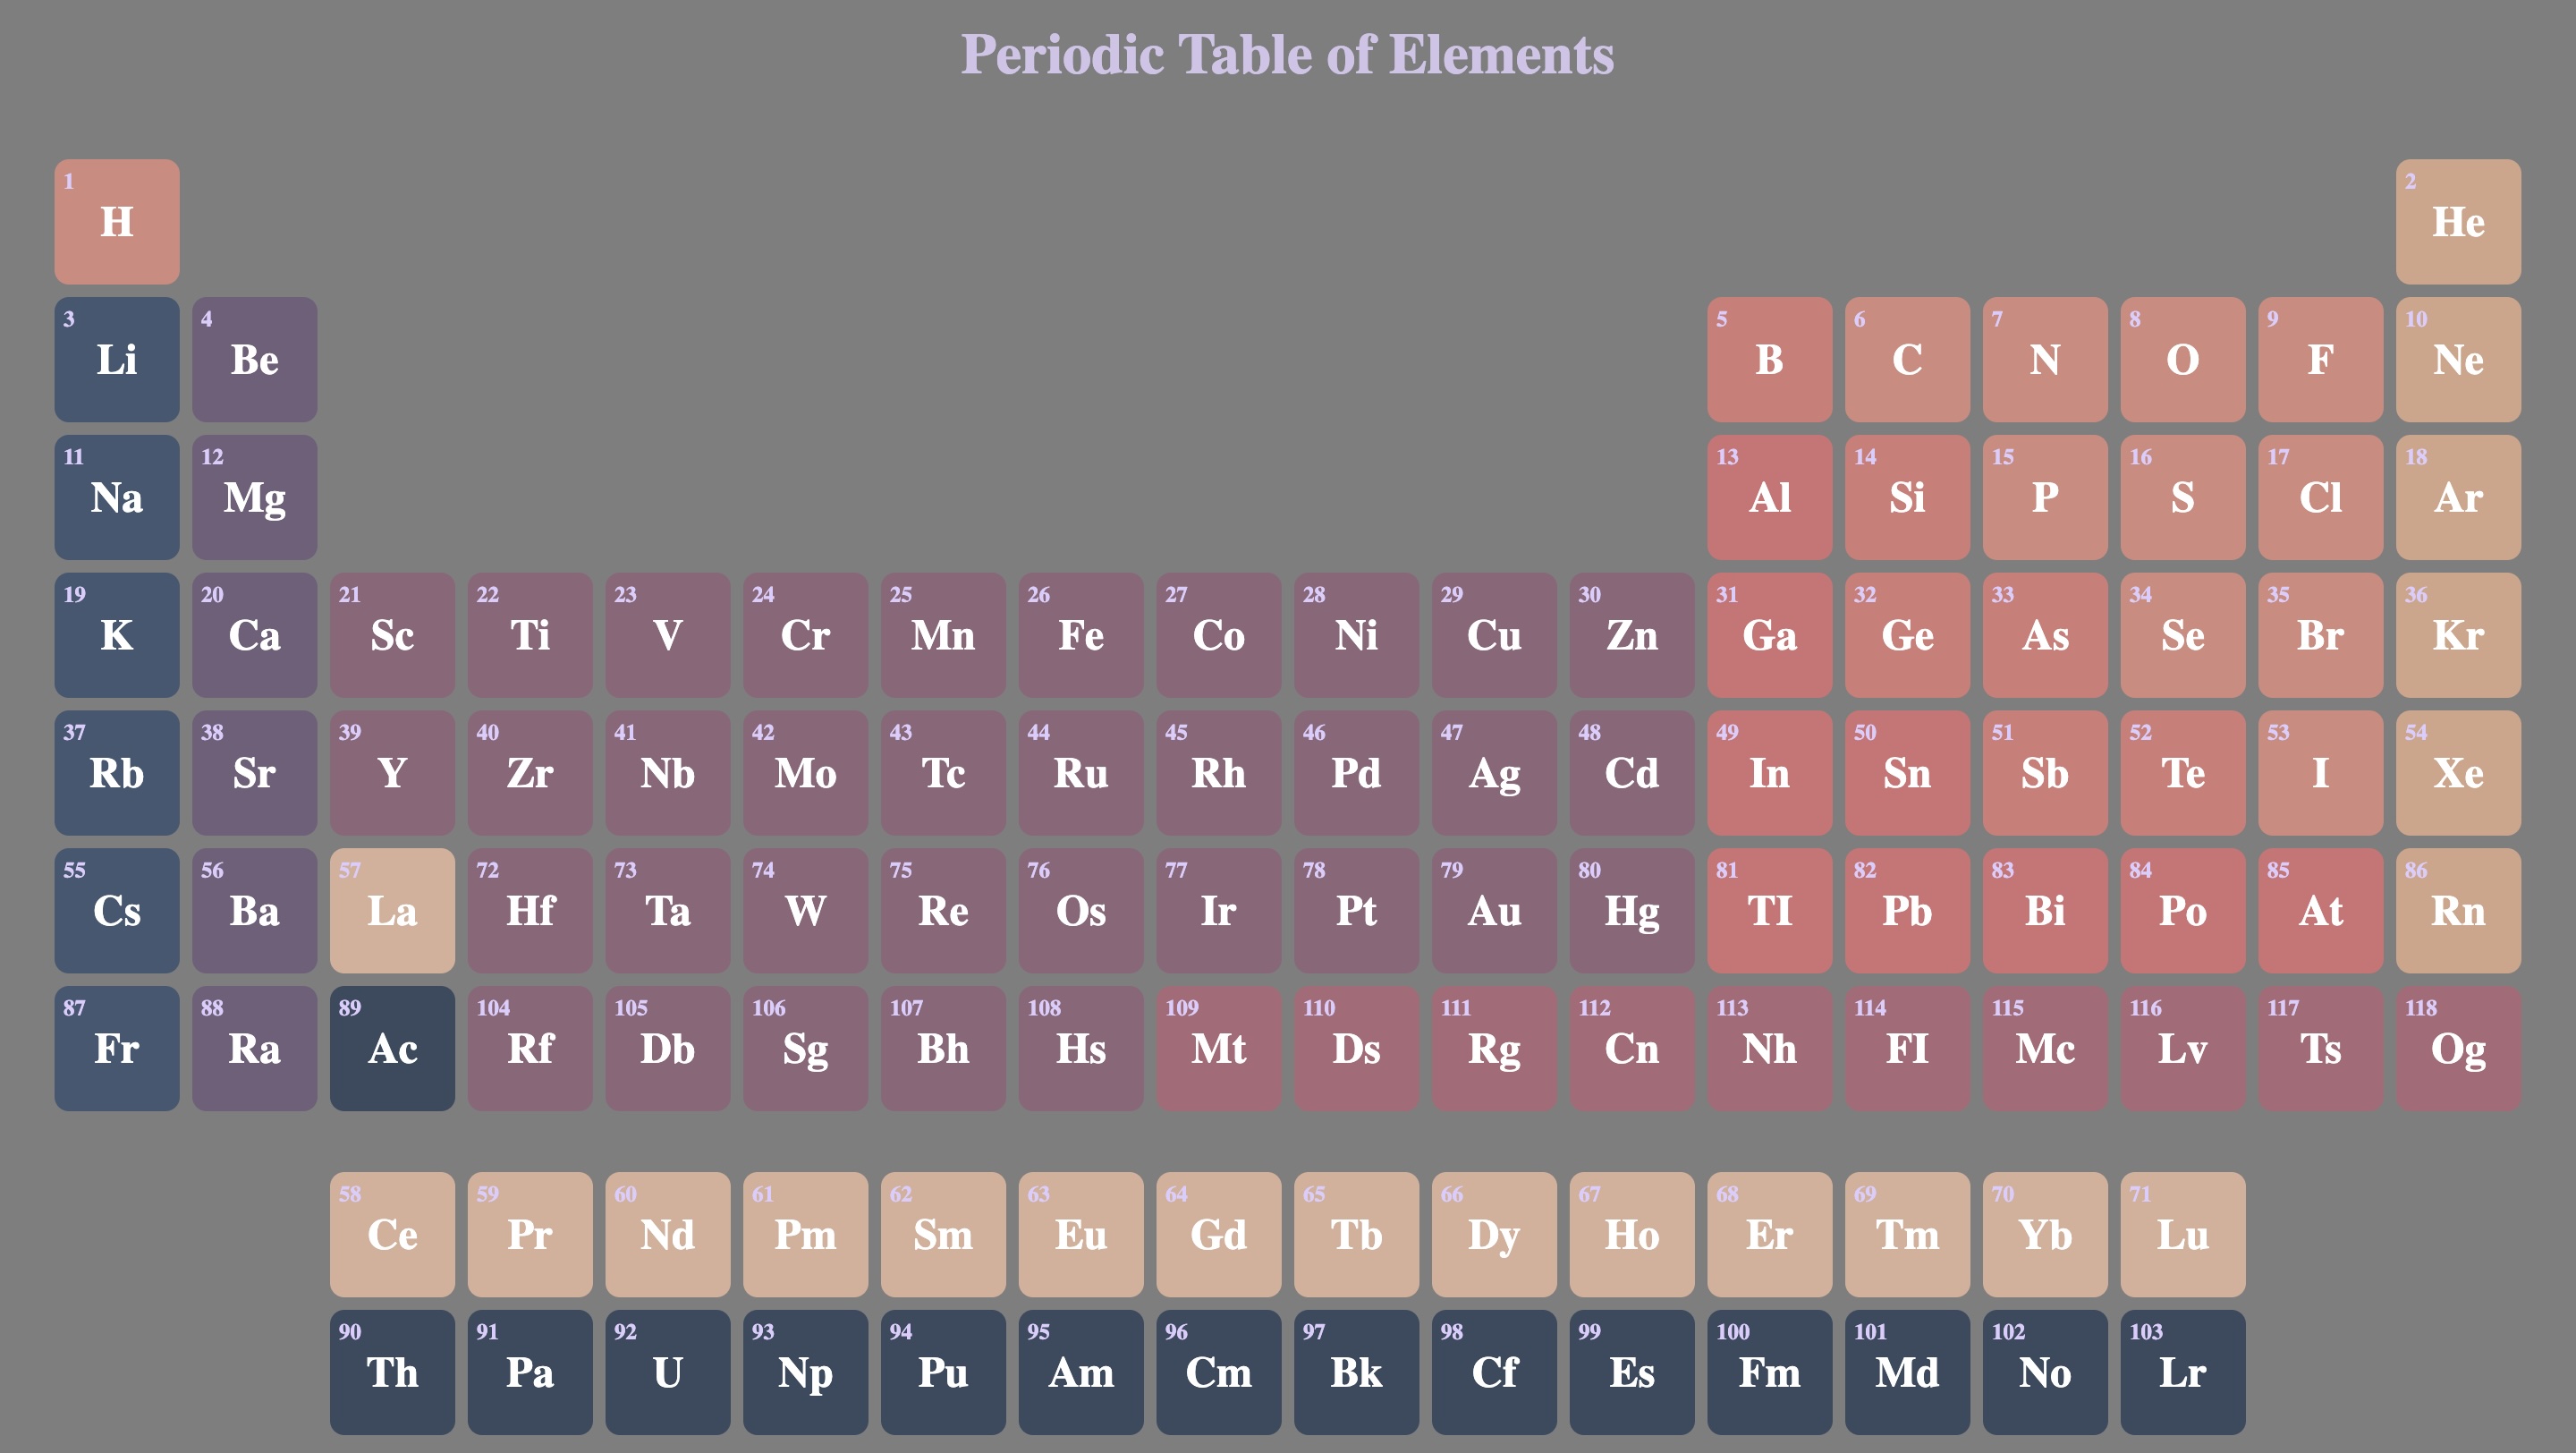 Periodic Table of Elements
1 2
H He
3 4 5 6 7 8 9 10
Li Be B C N O F Ne
11 12 13 14 15 16 17 18
Na Mg Al Si P S Cl Ar
19 20 21 22 23 24 25 26 27 28 29 30 31 32 33 34 35 36
K Ca Sc Ti V Cr Mn Fe Co Ni Cu Zn Ga Ge As Se Br Kr
37 38 39 40 41 42 43 44 45 46 47 48 49 50 51 52 53 54
Rb Sr Y Zr Nb Mo Tc Ru Rh Pd Ag Cd In Sn Sb Te I Xe
55 56 57 72 73 74 75 76 77 78 79 80 81 82 83 84 85 86
Cs Ba La Hf Ta W Re Os Ir Pt Au Hg TI Pb Bi Po At Rn
87 88 89 104 105 106 107 108 109 110 111 112 113 114 115 116 117 118
Fr Ra Ac Rf Db Sg Bh Hs Mt Ds Rg Cn Nh FI Mc Lv Ts Og
58 59 60 61 62 63 64 65 66 67 68 69 70 71
Ce Pr Nd Pm Sm Eu Gd Tb Dy Ho Er Tm Yb Lu
90 91 92 93 94 95 96 97 98 99 100 101 102 103
Th Pa U Np Pu Am Cm Bk Cf Es Fm Md No Lr